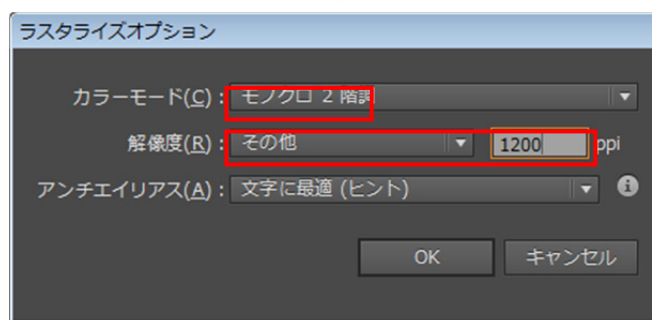 ラスタライズオプション
カラーモード(C)： モノクロ 2 階調
解像度(R)： その他 1200 ppi
アンチエイリアス(A)： 文字に最適 (ヒント)
OK キャンセル